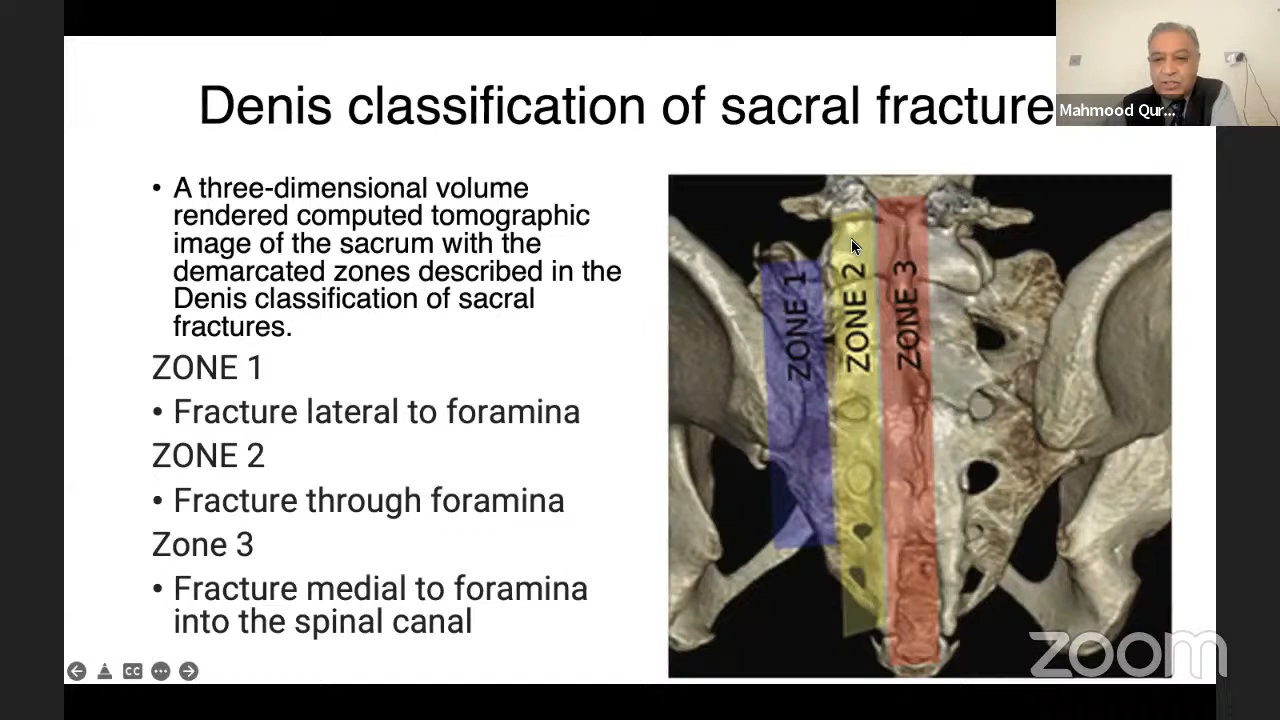 Denis classification of sacral fracture
Mahmood Qur...
• A three-dimensional volume
rendered computed tomographic
image of the sacrum with the
demarcated zones described in the
Denis classification of sacral
fractures.
ZONE 1
• Fracture lateral to foramina
ZONE 2
• Fracture through foramina
Zone 3
• Fracture medial to foramina
into the spinal canal
ZONE 1
ZONE 2
ZONE 3
CC
zoom